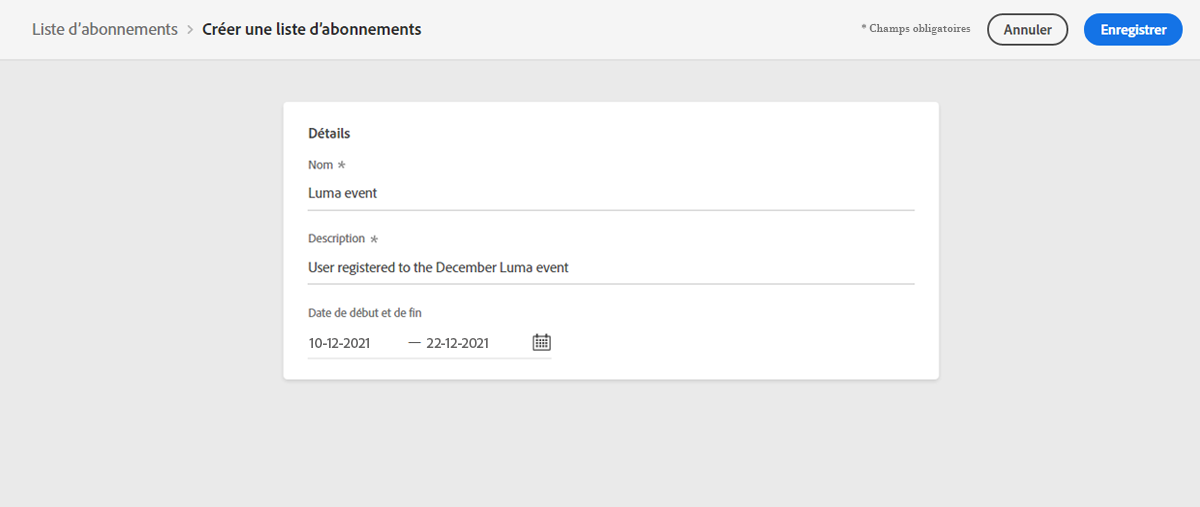 Liste d’abonnements > Créer une liste d’abonnements
* Champs obligatoires
Annuler
Enregistrer
Détails
Nom *
Luma event
Description *
User registered to the December Luma event
Date de début et de fin
10-12-2021 — 22-12-2021